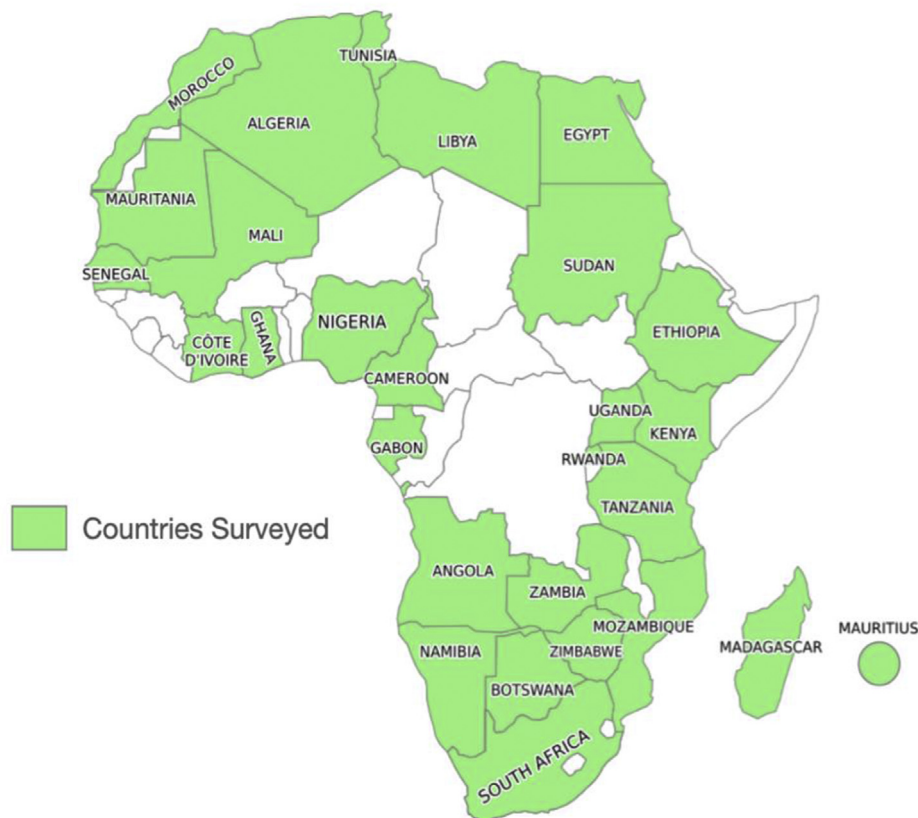 TUNISIA
MOROCCO
ALGERIA
LIBYA
EGYPT
MAURITANIA
MALI
SENEGAL
SUDAN
NIGERIA
GHANA
CÔTE
D'IVOIRE
ETHIOPIA
CAMEROON
UGANDA
KENYA
GABON
RWANDA
TANZANIA
Countries Surveyed
ANGOLA
ZAMBIA
MOZAMBIQUE
MAURITIUS
NAMIBIA
ZIMBABWE
MADAGASCAR
BOTSWANA
SOUTH AFRICA